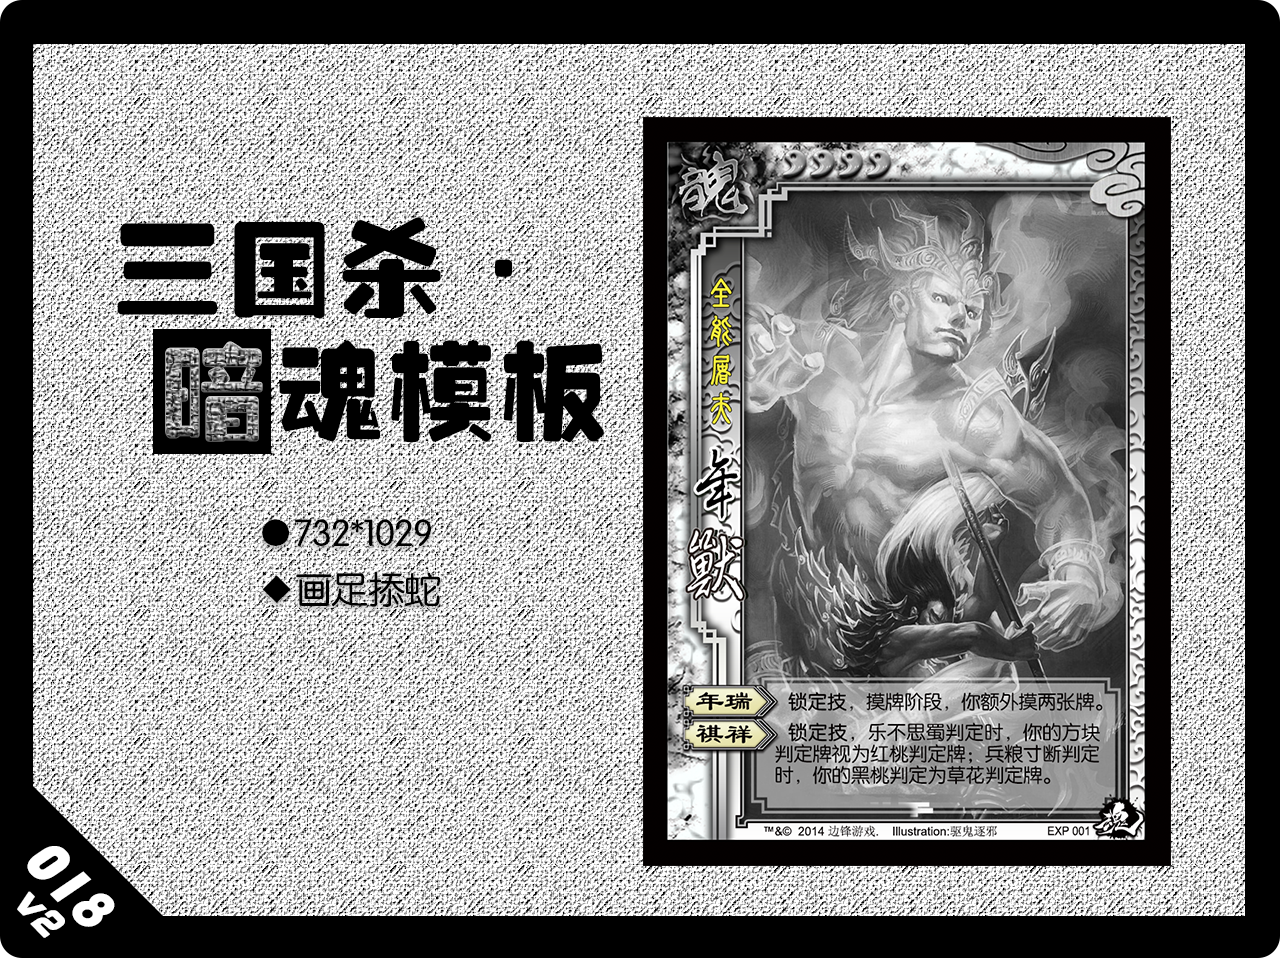 三国杀·
暗魂模板
●732*1029
◆画足掭蛇
018
V2
魂
全能屠夫
年獸
年瑞
锁定技，摸牌阶段，你额外摸两张牌。
祺祥
锁定技，乐不思蜀判定时，你的方块
判定牌视为红桃判定牌；兵粮寸断判定
时，你的黑桃判定为草花判定牌。
™&© 2014 边锋游戏. Illustration:驱鬼逐邪 EXP 001